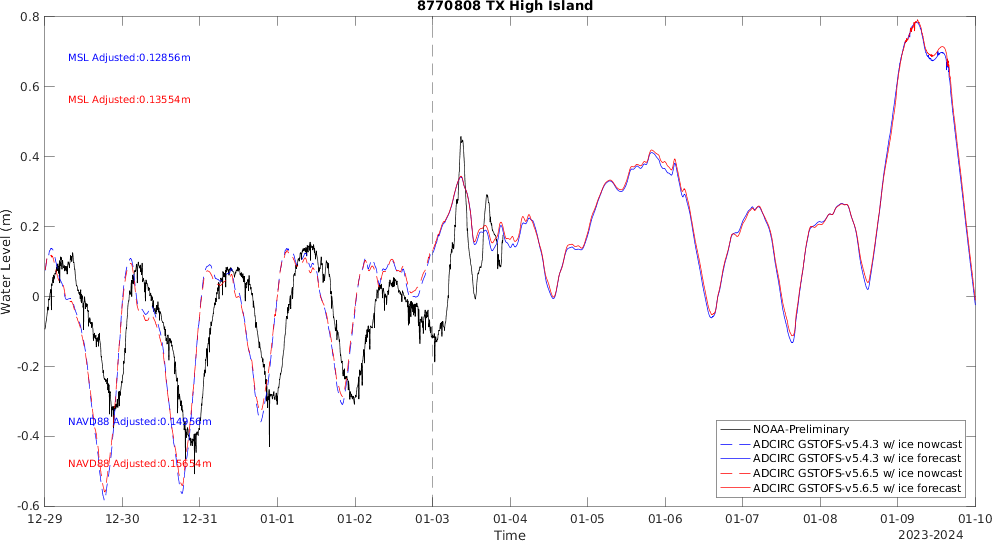 8770808 TX High Island
0.8
0.6
0.4
0.2
0
-0.2
-0.4
-0.6
Water Level (m)
MSL Adjusted:0.12856m
MSL Adjusted:0.13554m
NAVD88 Adjusted:0.14956m
NAVD88 Adjusted:0.15654m
NOAA-Preliminary
ADCIRC GSTOFS-v5.4.3 w/ ice nowcast
ADCIRC GSTOFS-v5.4.3 w/ ice forecast
ADCIRC GSTOFS-v5.6.5 w/ ice nowcast
ADCIRC GSTOFS-v5.6.5 w/ ice forecast
12-29 12-30 12-31 01-01 01-02 01-03 01-04 01-05 01-06 01-07 01-08 01-09 01-10
Time
2023-2024